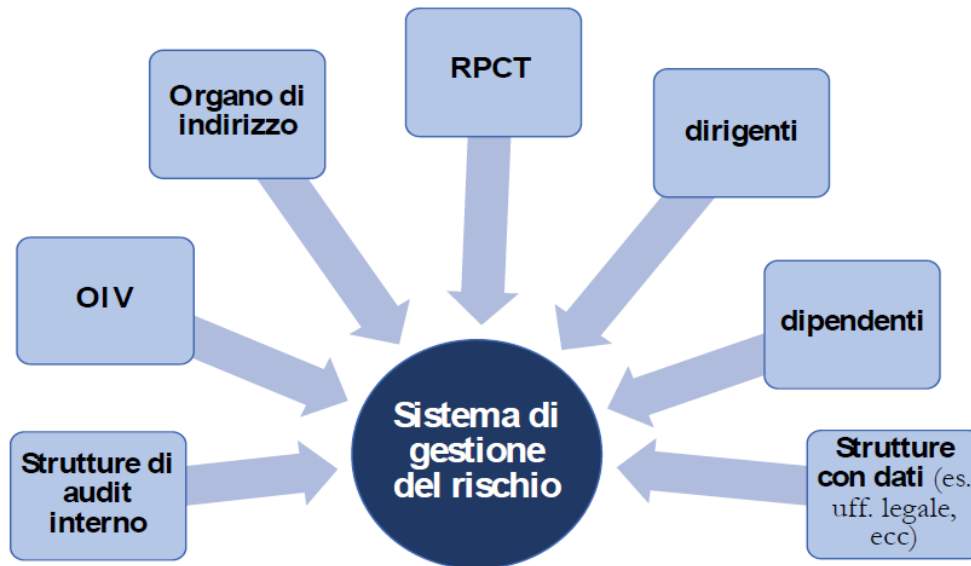 RPCT
Organo di
indirizzo
dirigenti
OIV
dipendenti
Sistema di
gestione
del rischio
Strutture di
audit
interno
Strutture
con dati (es.
uff. legale,
ecc)